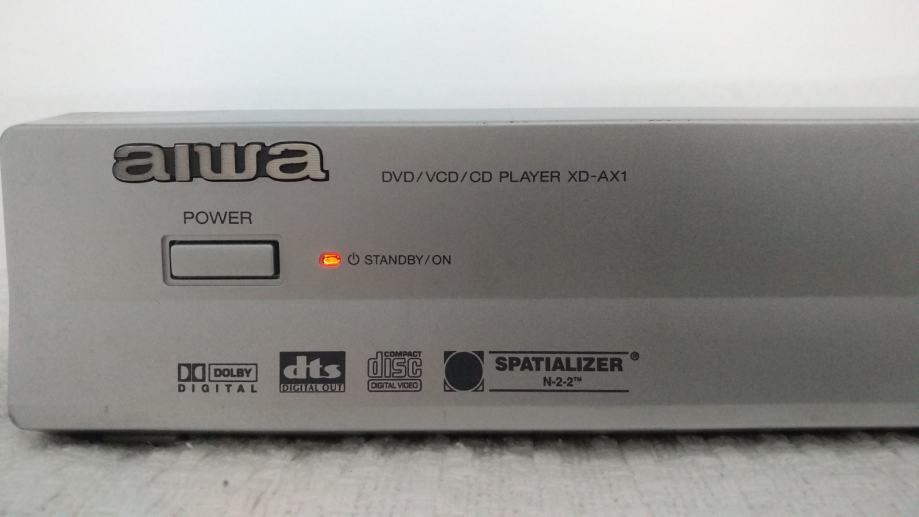 aiwa
DVD/VCD/CD PLAYER XD-AX1
POWER
STANDBY/ON
DOLBY
DIGITAL
dts
DIGITAL OUT
COMPACT
disc
DIGITAL VIDEO
SPATIALIZER®
N-2-2™